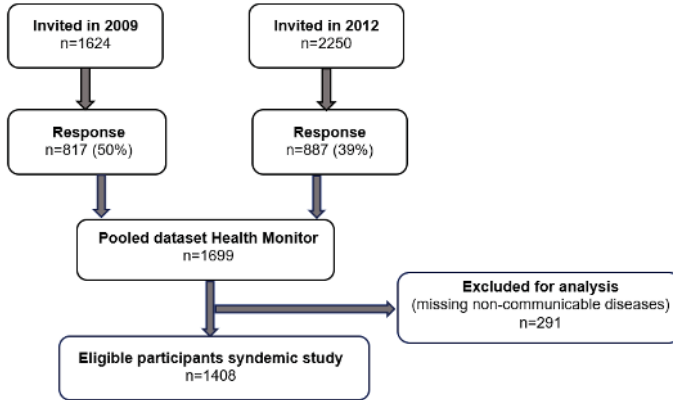 Invited in 2009
n=1624
Invited in 2012
n=2250
Response
n=817 (50%)
Response
n=887 (39%)
Pooled dataset Health Monitor
n=1699
Excluded for analysis
(missing non-communicable diseases)
n=291
Eligible participants syndemic study
n=1408